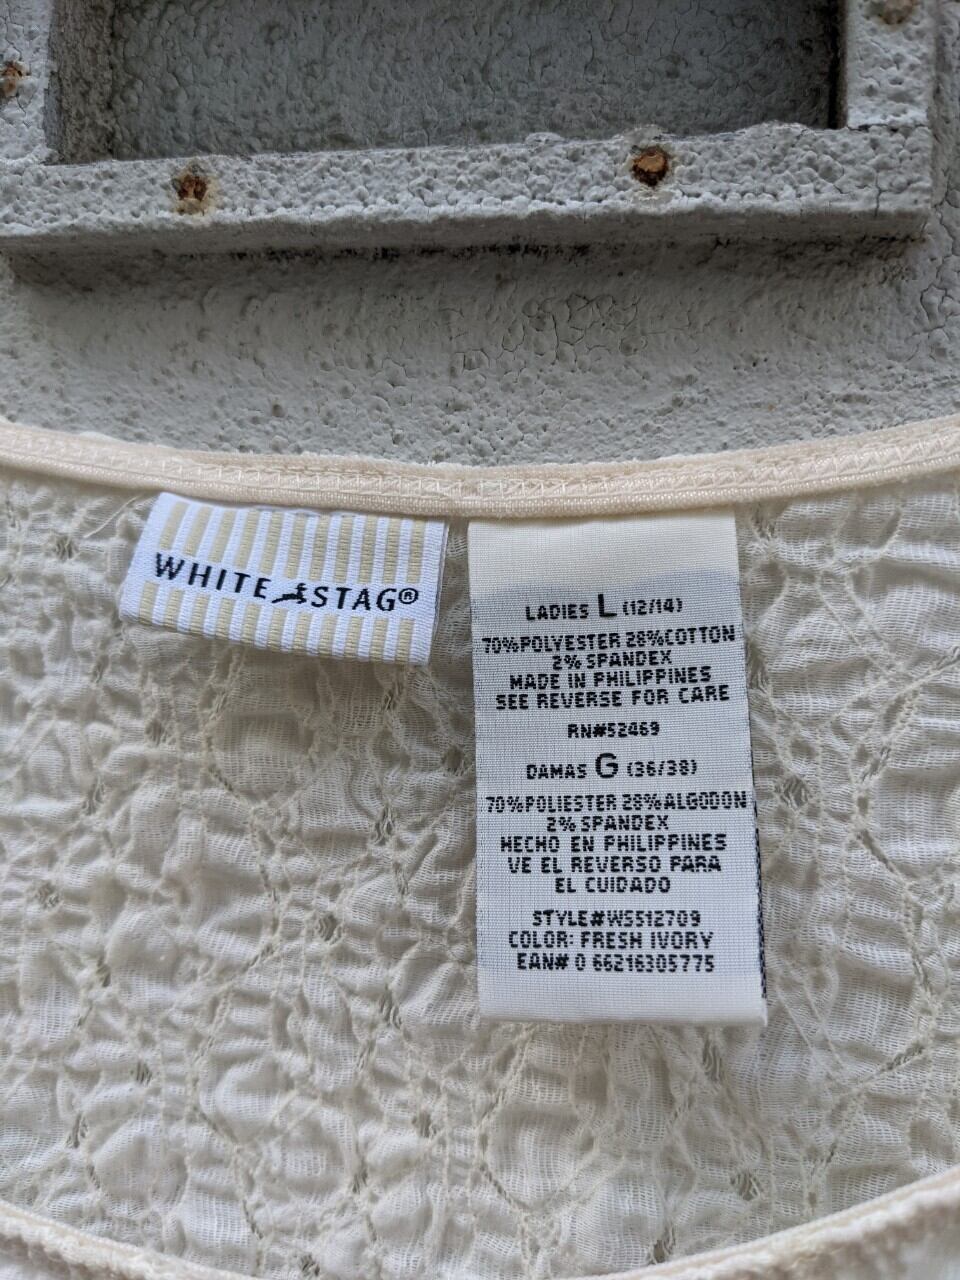 WHITE STAG®
LADIES L (12/14)
70%POLYESTER 28%COTTON
2% SPANDEX
MADE IN PHILIPPINES
SEE REVERSE FOR CARE
RN#52469
DAMAS G (36/38)
70%POLIESTER 28%ALGODON
2% SPANDEX
HECHO EN PHILIPPINES
VE EL REVERSO PARA
EL CUIDADO
STYLE#WS512709
COLOR: FRESH IVORY
EAN# 0 66216305775